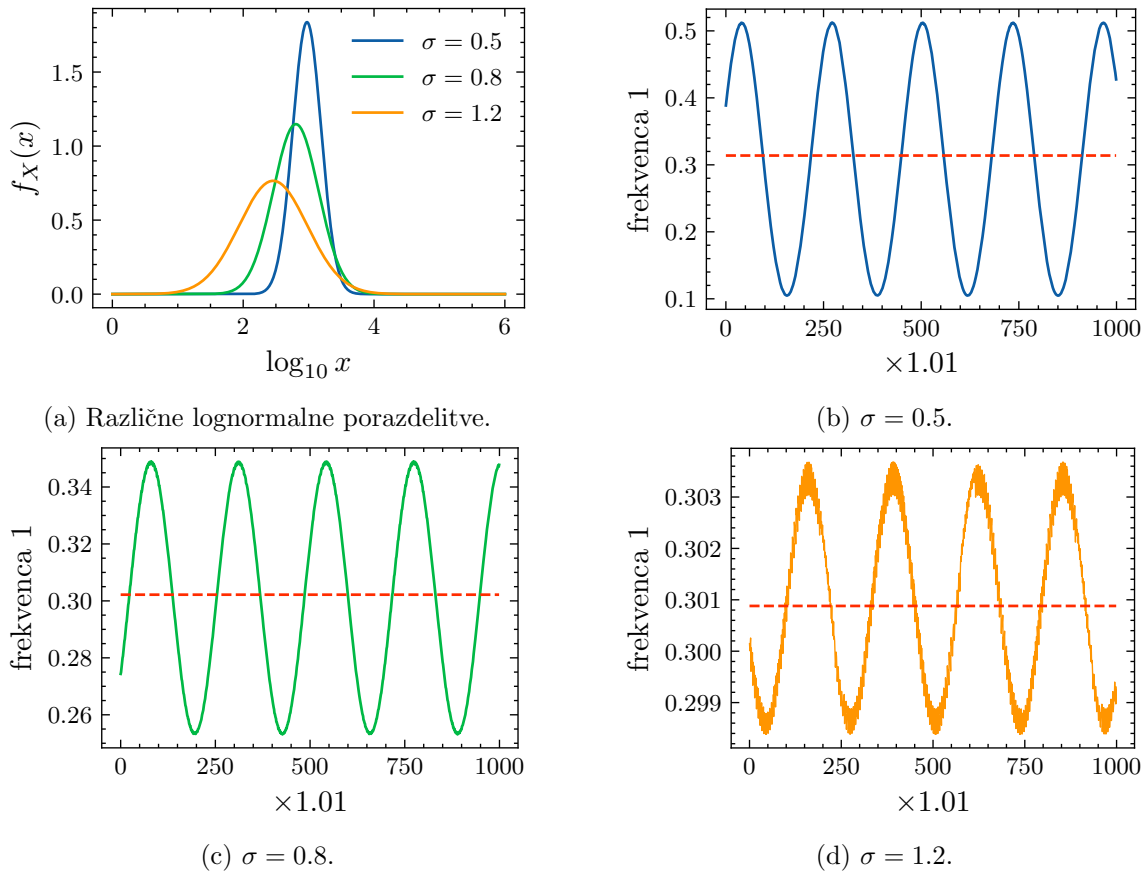 f_X(x)
1.5
1.0
0.5
0.0
σ = 0.5
σ = 0.8
σ = 1.2
0 2 4 6
log₁₀ x
(a) Različne lognormalne porazdelitve.
frekvenca 1
0.5
0.4
0.3
0.2
0.1
0 250 500 750 1000
×1.01
(b) σ = 0.5.
frekvenca 1
0.34
0.32
0.30
0.28
0.26
0 250 500 750 1000
×1.01
(c) σ = 0.8.
frekvenca 1
0.303
0.302
0.301
0.300
0.299
0 250 500 750 1000
×1.01
(d) σ = 1.2.